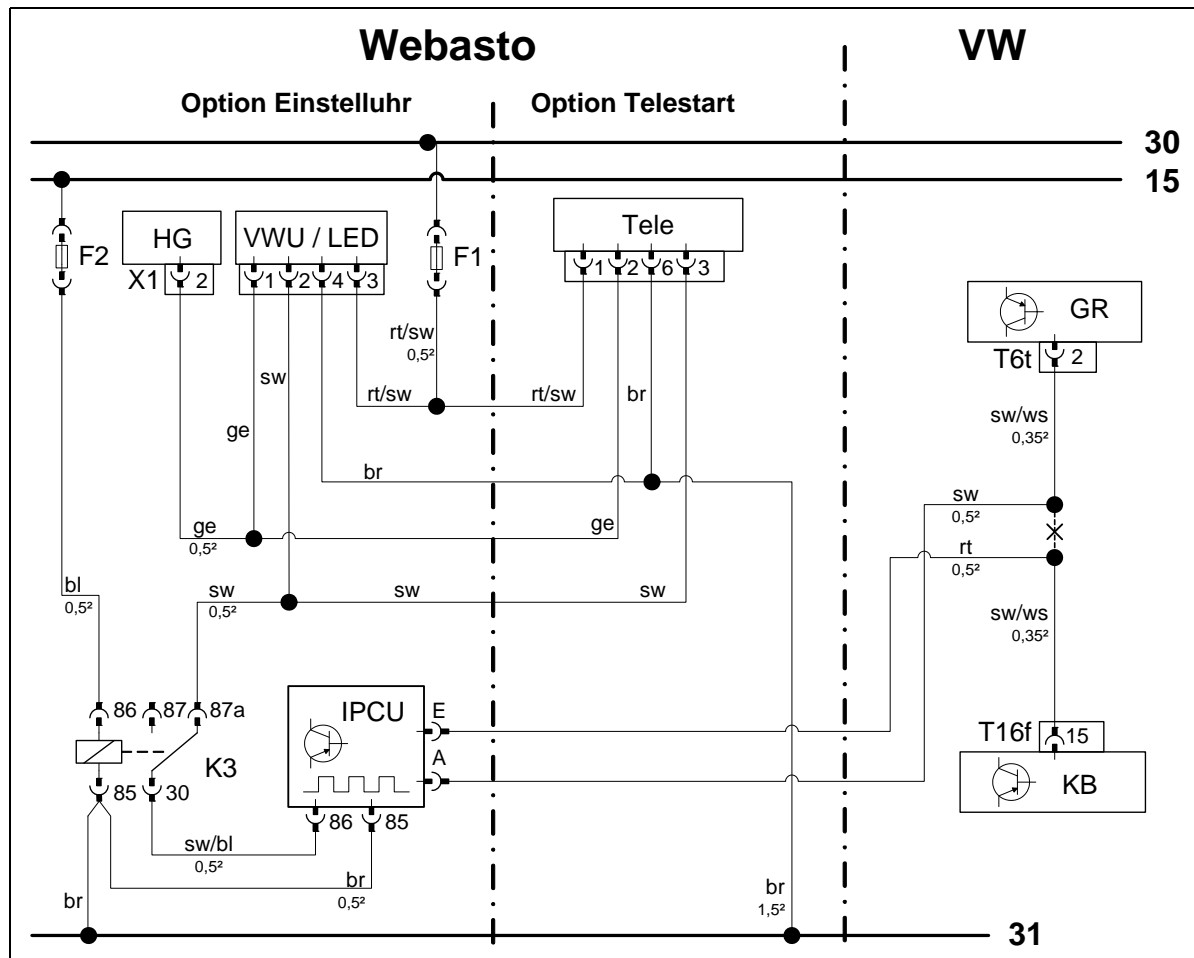 Webasto
VW
Option Einstelluhr
Option Telestart
30
15
F2
HG
X1
2
VWU / LED
1
2
4
3
F1
Tele
1
2
6
3
GR
T6t
2
rt/sw
0,5²
sw
rt/sw
rt/sw
br
ge
sw/ws
0,35²
br
sw
0,5²
ge
0,5²
ge
rt
0,5²
bl
0,5²
sw
0,5²
sw
sw
sw/ws
0,35²
86
87
87a
IPCU
E
A
K3
85
30
T16f
15
KB
86
85
sw/bl
0,5²
br
0,5²
br
br
1,5²
31